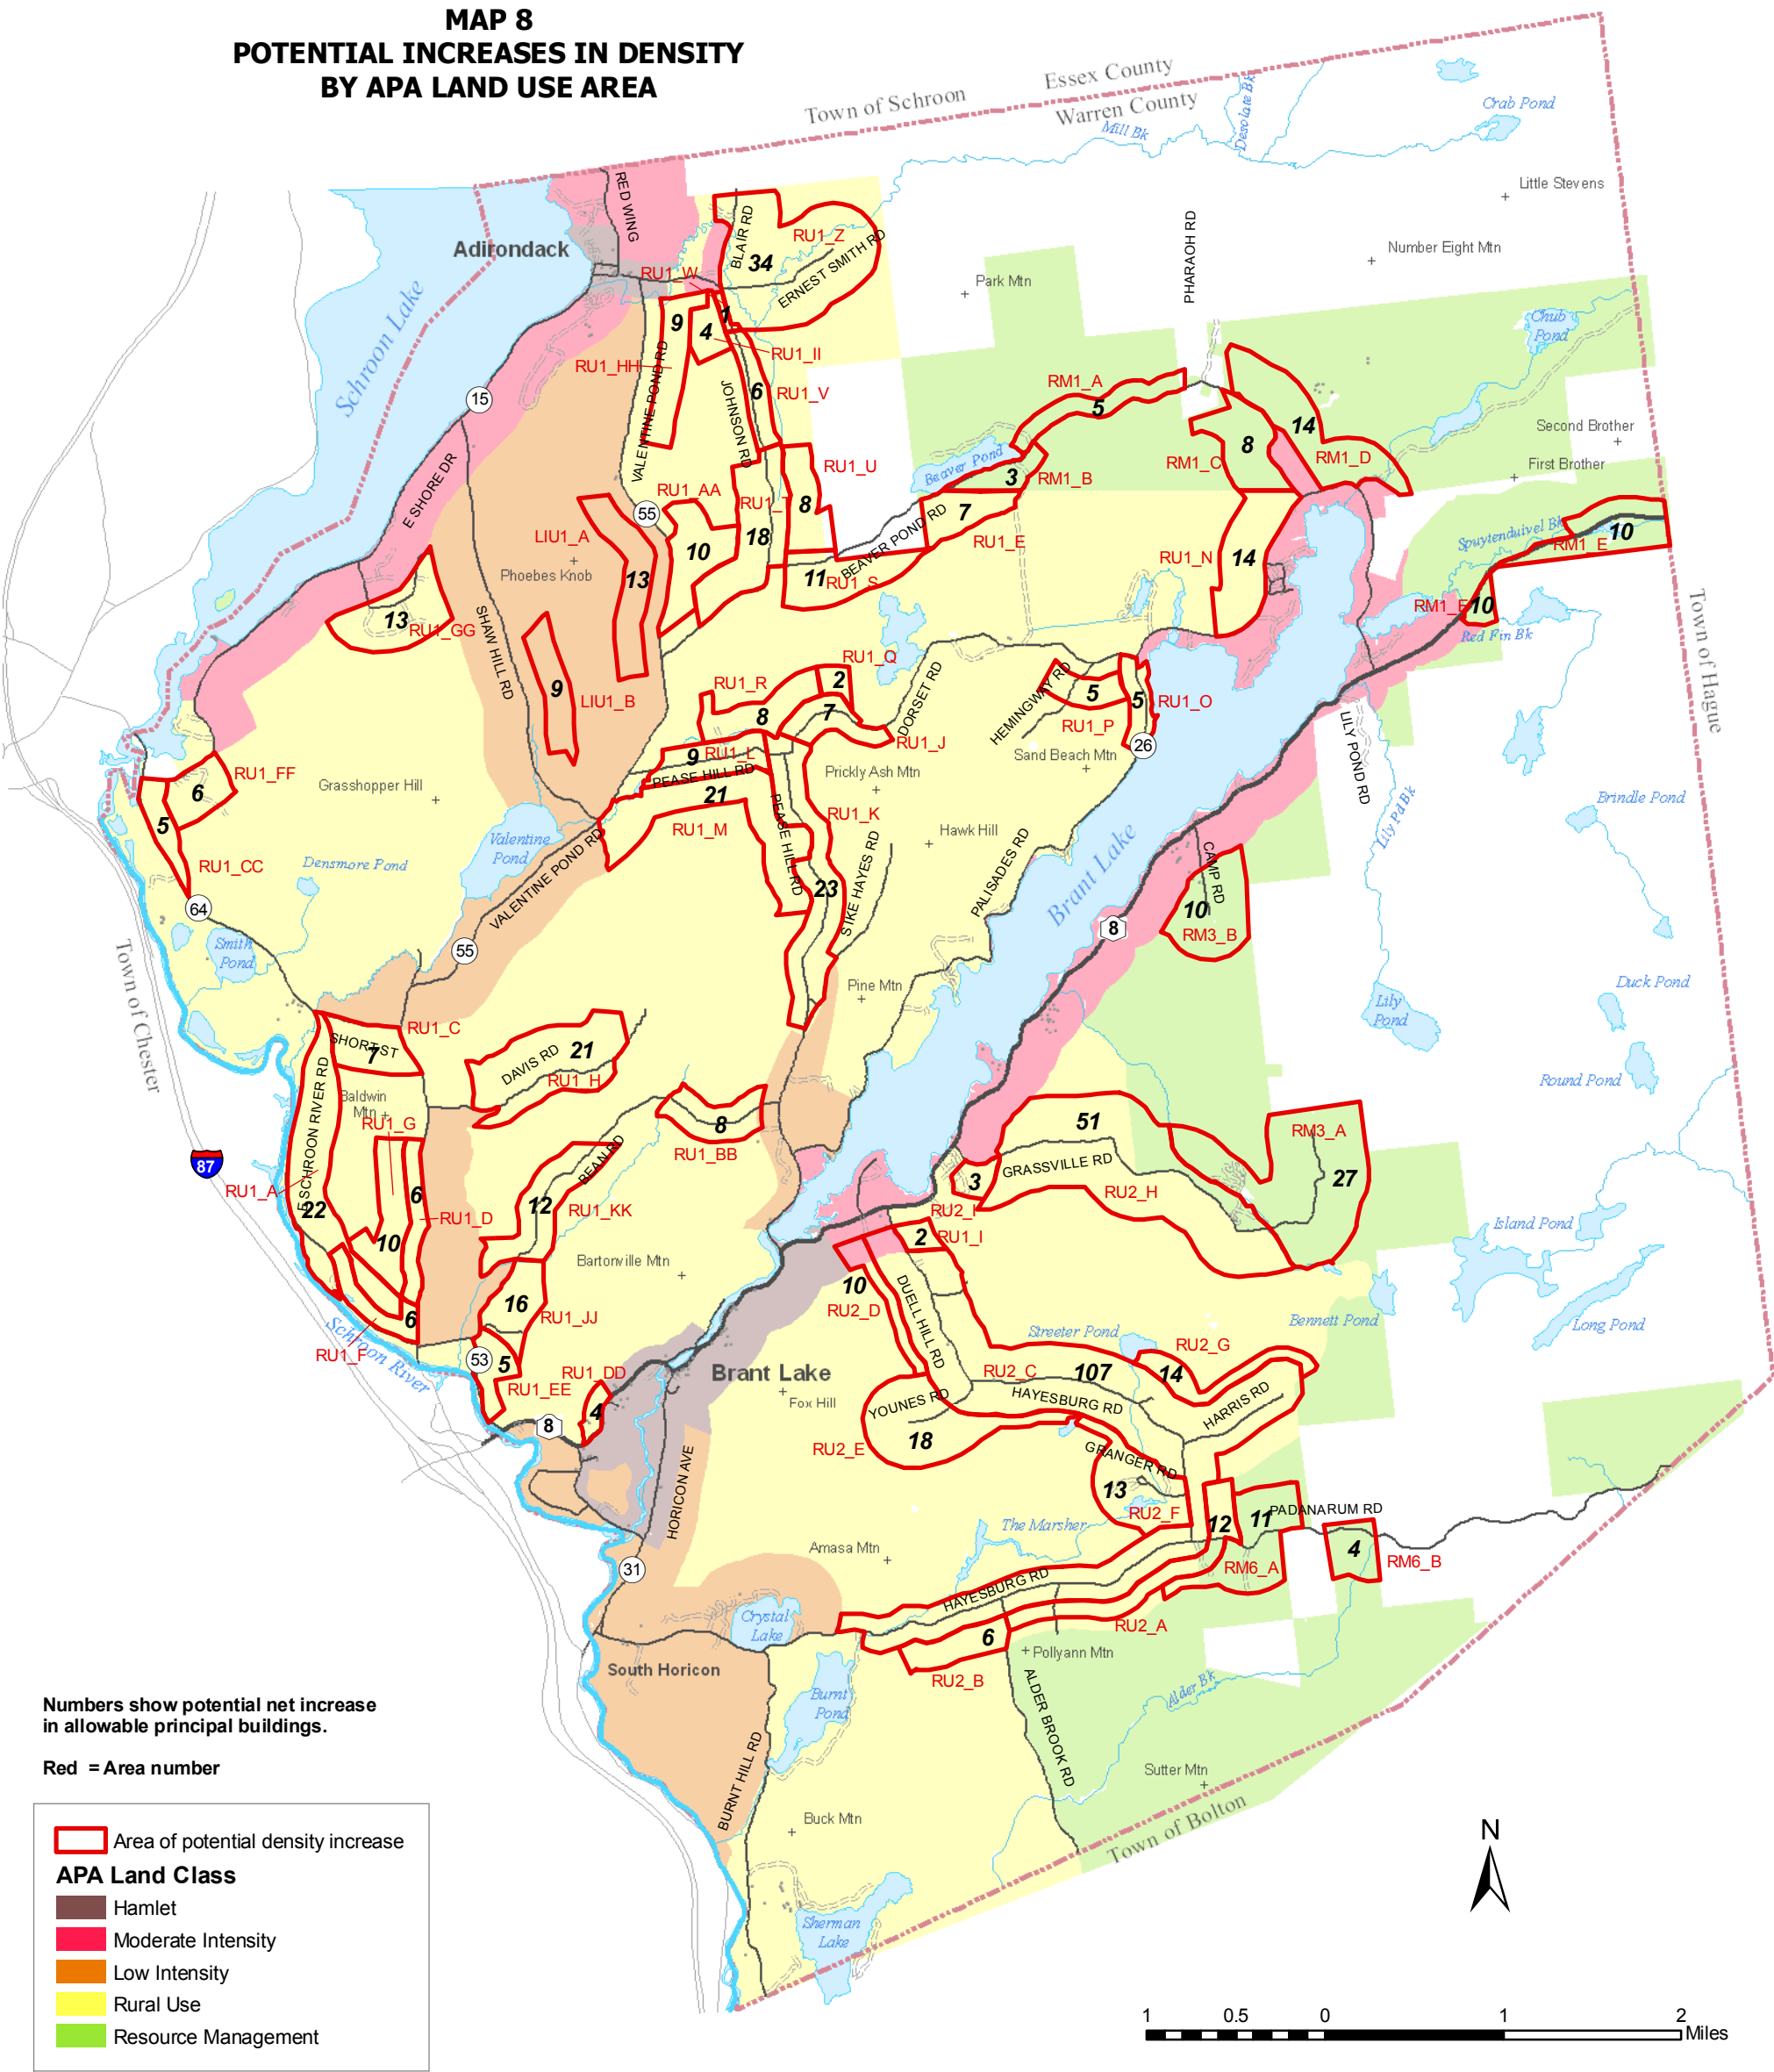 MAP 8
POTENTIAL INCREASES IN DENSITY
BY APA LAND USE AREA
Essex County
Town of Schroon
Warren County
Mill Bk
Desolate Bk
Crab Pond
Little Stevens
Number Eight Mtn
Park Mtn
PHARAOH RD
RED WING
Adirondack
BLAIR RD
RU1_Z
34
ERNEST SMITH RD
RU1_W
1
9
4
RU1_II
RU1_HH
VALENTINE POND RD
JOHNSON RD
6
RU1_V
Schroon Lake
15
E SHORE DR
Chub
Pond
Second Brother
First Brother
RM1_A
5
14
8
RM1_C
RM1_D
Beaver Pond
3
RM1_B
RU1_U
8
RU1_AA
RU1_T
18
10
55
LIU1_A
13
Phoebes Knob
7
RU1_E
BEAVER POND RD
11
RU1_S
RU1_N
14
Spuytenduivel Bk
10
RM1_E
RM1_E
10
Red Fin Bk
Town of Hague
13
RU1_GG
SHAW HILL RD
9
LIU1_B
RU1_Q
2
RU1_R
8
7
RU1_J
DORSET RD
HEMINGWAY RD
5
RU1_P
5
RU1_O
26
Sand Beach Mtn
LILY POND RD
Lily Pd Bk
9
RU1_L
PEASE HILL RD
21
RU1_M
Prickly Ash Mtn
RU1_K
PEASE HILL RD
23
S IKE HAYES RD
Hawk Hill
PALISADES RD
Brant Lake
RU1_FF
6
5
RU1_CC
64
Grasshopper Hill
Densmore Pond
Valentine
Pond
VALENTINE POND RD
55
Smith
Pond
Town of Chester
Brindle Pond
CAMP RD
10
RM3_B
8
Pine Mtn
Duck Pond
Lily
Pond
Round Pond
RU1_C
SHORT ST
7
E SCHROON RIVER RD
Baldwin
Mtn
DAVIS RD
21
RU1_H
RU1_G
8
RU1_BB
BEAN RD
12
RU1_KK
87
RU1_A
22
6
RU1_D
10
6
RU1_F
Schroon River
Bartonville Mtn
16
RU1_JJ
53
5
RU1_EE
RU1_DD
4
8
51
GRASSVILLE RD
3
RU2_I
RU2_H
RM3_A
27
Island Pond
Long Pond
2
RU1_I
10
RU2_D
DUELL HILL RD
Bennett Pond
Streeter Pond
RU2_G
14
RU2_C
107
HAYESBURG RD
HARRIS RD
Brant Lake
Fox Hill
YOUNES RD
18
RU2_E
GRANGER RD
13
RU2_F
HORICON AVE
The Marsher
Amasa Mtn
12
11
PADANARUM RD
RM6_A
4
RM6_B
31
HAYESBURG RD
RU2_A
6
RU2_B
Pollyann Mtn
Crystal
Lake
South Horicon
Burnt
Pond
Alder Bk
ALDER BROOK RD
Sutter Mtn
Town of Bolton
BURNT HILL RD
Buck Mtn
Sherman
Lake
Numbers show potential net increase
in allowable principal buildings.
Red = Area number
Area of potential density increase
APA Land Class
Hamlet
Moderate Intensity
Low Intensity
Rural Use
Resource Management
N
1 0.5 0 1 2
Miles